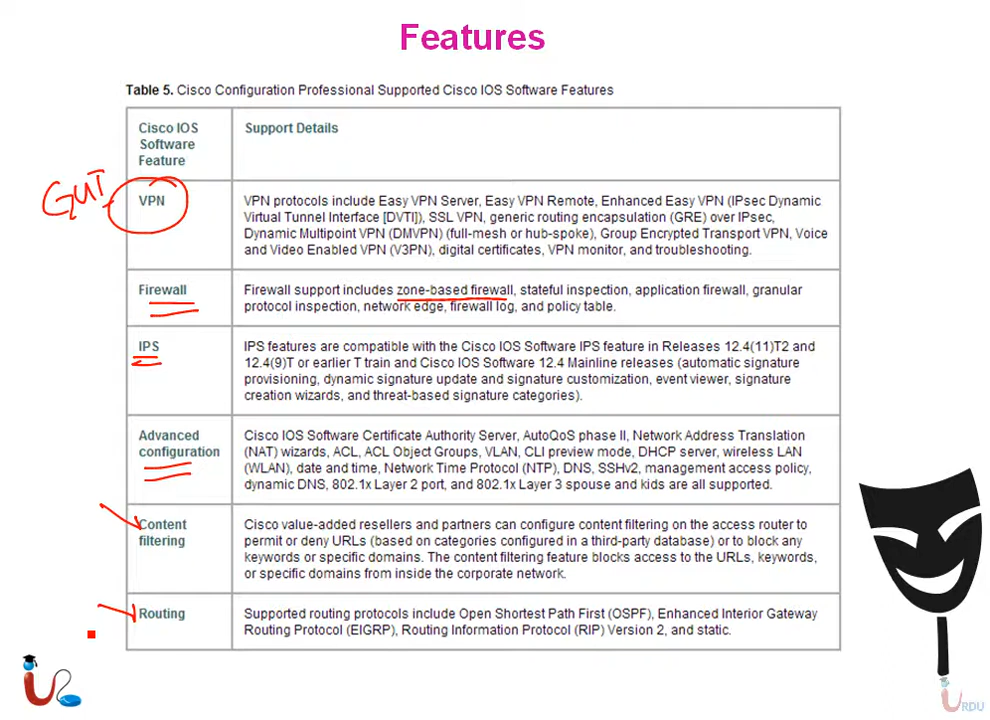 Features
Table 5. Cisco Configuration Professional Supported Cisco IOS Software Features
Cisco IOS
Software
Feature
Support Details
GUI
VPN
VPN protocols include Easy VPN Server, Easy VPN Remote, Enhanced Easy VPN (IPsec Dynamic
Virtual Tunnel Interface [DVTI]), SSL VPN, generic routing encapsulation (GRE) over IPsec,
Dynamic Multipoint VPN (DMVPN) (full-mesh or hub-spoke), Group Encrypted Transport VPN, Voice
and Video Enabled VPN (V3PN), digital certificates, VPN monitor, and troubleshooting.
Firewall
Firewall support includes zone-based firewall, stateful inspection, application firewall, granular
protocol inspection, network edge, firewall log, and policy table.
IPS
IPS features are compatible with the Cisco IOS Software IPS feature in Releases 12.4(11)T2 and
12.4(9)T or earlier T train and Cisco IOS Software 12.4 Mainline releases (automatic signature
provisioning, dynamic signature update and signature customization, event viewer, signature
creation wizards, and threat-based signature categories).
Advanced
configuration
Cisco IOS Software Certificate Authority Server, AutoQoS phase II, Network Address Translation
(NAT) wizards, ACL, ACL Object Groups, VLAN, CLI preview mode, DHCP server, wireless LAN
(WLAN), date and time, Network Time Protocol (NTP), DNS, SSHv2, management access policy,
dynamic DNS, 802.1x Layer 2 port, and 802.1x Layer 3 spouse and kids are all supported.
Content
filtering
Cisco value-added resellers and partners can configure content filtering on the access router to
permit or deny URLs (based on categories configured in a third-party database) or to block any
keywords or specific domains. The content filtering feature blocks access to the URLs, keywords,
or specific domains from inside the corporate network.
Routing
Supported routing protocols include Open Shortest Path First (OSPF), Enhanced Interior Gateway
Routing Protocol (EIGRP), Routing Information Protocol (RIP) Version 2, and static.
URDU